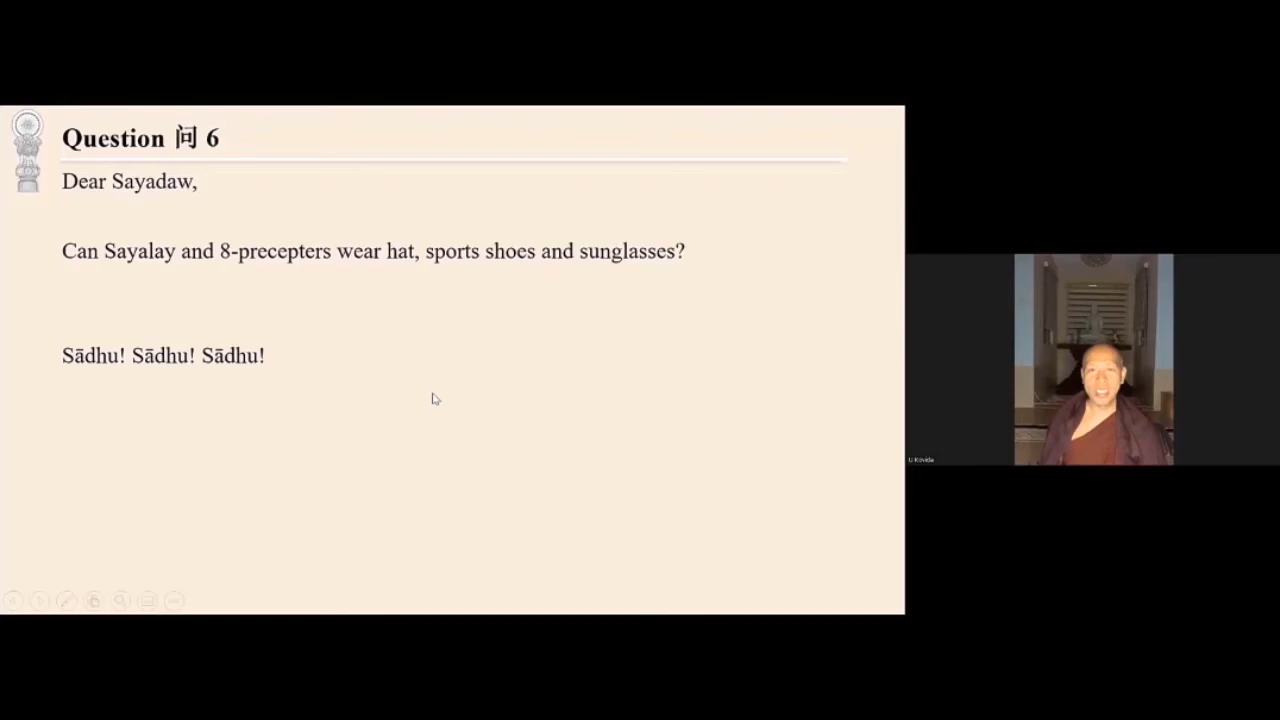 Question 问 6
Dear Sayadaw,
Can Sayalay and 8-precepters wear hat, sports shoes and sunglasses?
Sādhu! Sādhu! Sādhu!
U Kovida